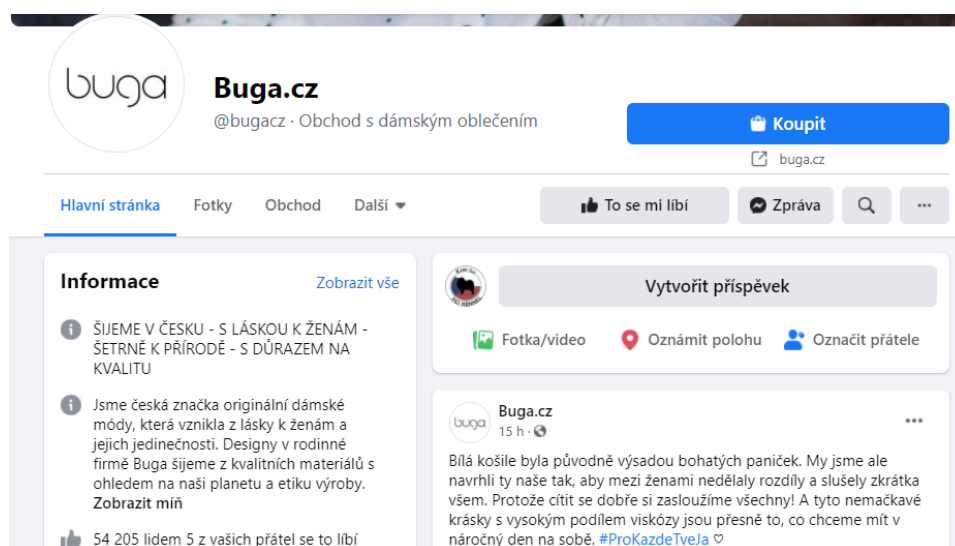 buga
Buga.cz
@bugacz · Obchod s dámským oblečením
Koupit
buga.cz
Hlavní stránka
Fotky
Obchod
Další
To se mi líbí
Zpráva
...
Informace
Zobrazit vše
ŠIJEME V ČESKU - S LÁSKOU K ŽENÁM -
ŠETRNĚ K PŘÍRODĚ - S DŮRAZEM NA
KVALITU
Jsme česká značka originální dámské
módy, která vznikla z lásky k ženám a
jejich jedinečnosti. Designy v rodinné
firmě Buga šijeme z kvalitních materiálů s
ohledem na naši planetu a etiku výroby.
Zobrazit míň
54 205 lidem 5 z vašich přátel se to líbí
Vytvořit příspěvek
Fotka/video
Oznámit polohu
Označit přátele
buga
Buga.cz
15 h ·
Bílá košile byla původně výsadou bohatých paniček. My jsme ale
navrhli ty naše tak, aby mezi ženami nedělaly rozdíly a slušely zkrátka
všem. Protože cítit se dobře si zasloužíme všechny! A tyto nemačkavé
krásky s vysokým podílem viskózy jsou přesně to, co chceme mít v
náročný den na sobě. #ProKazdeTveJa ♡